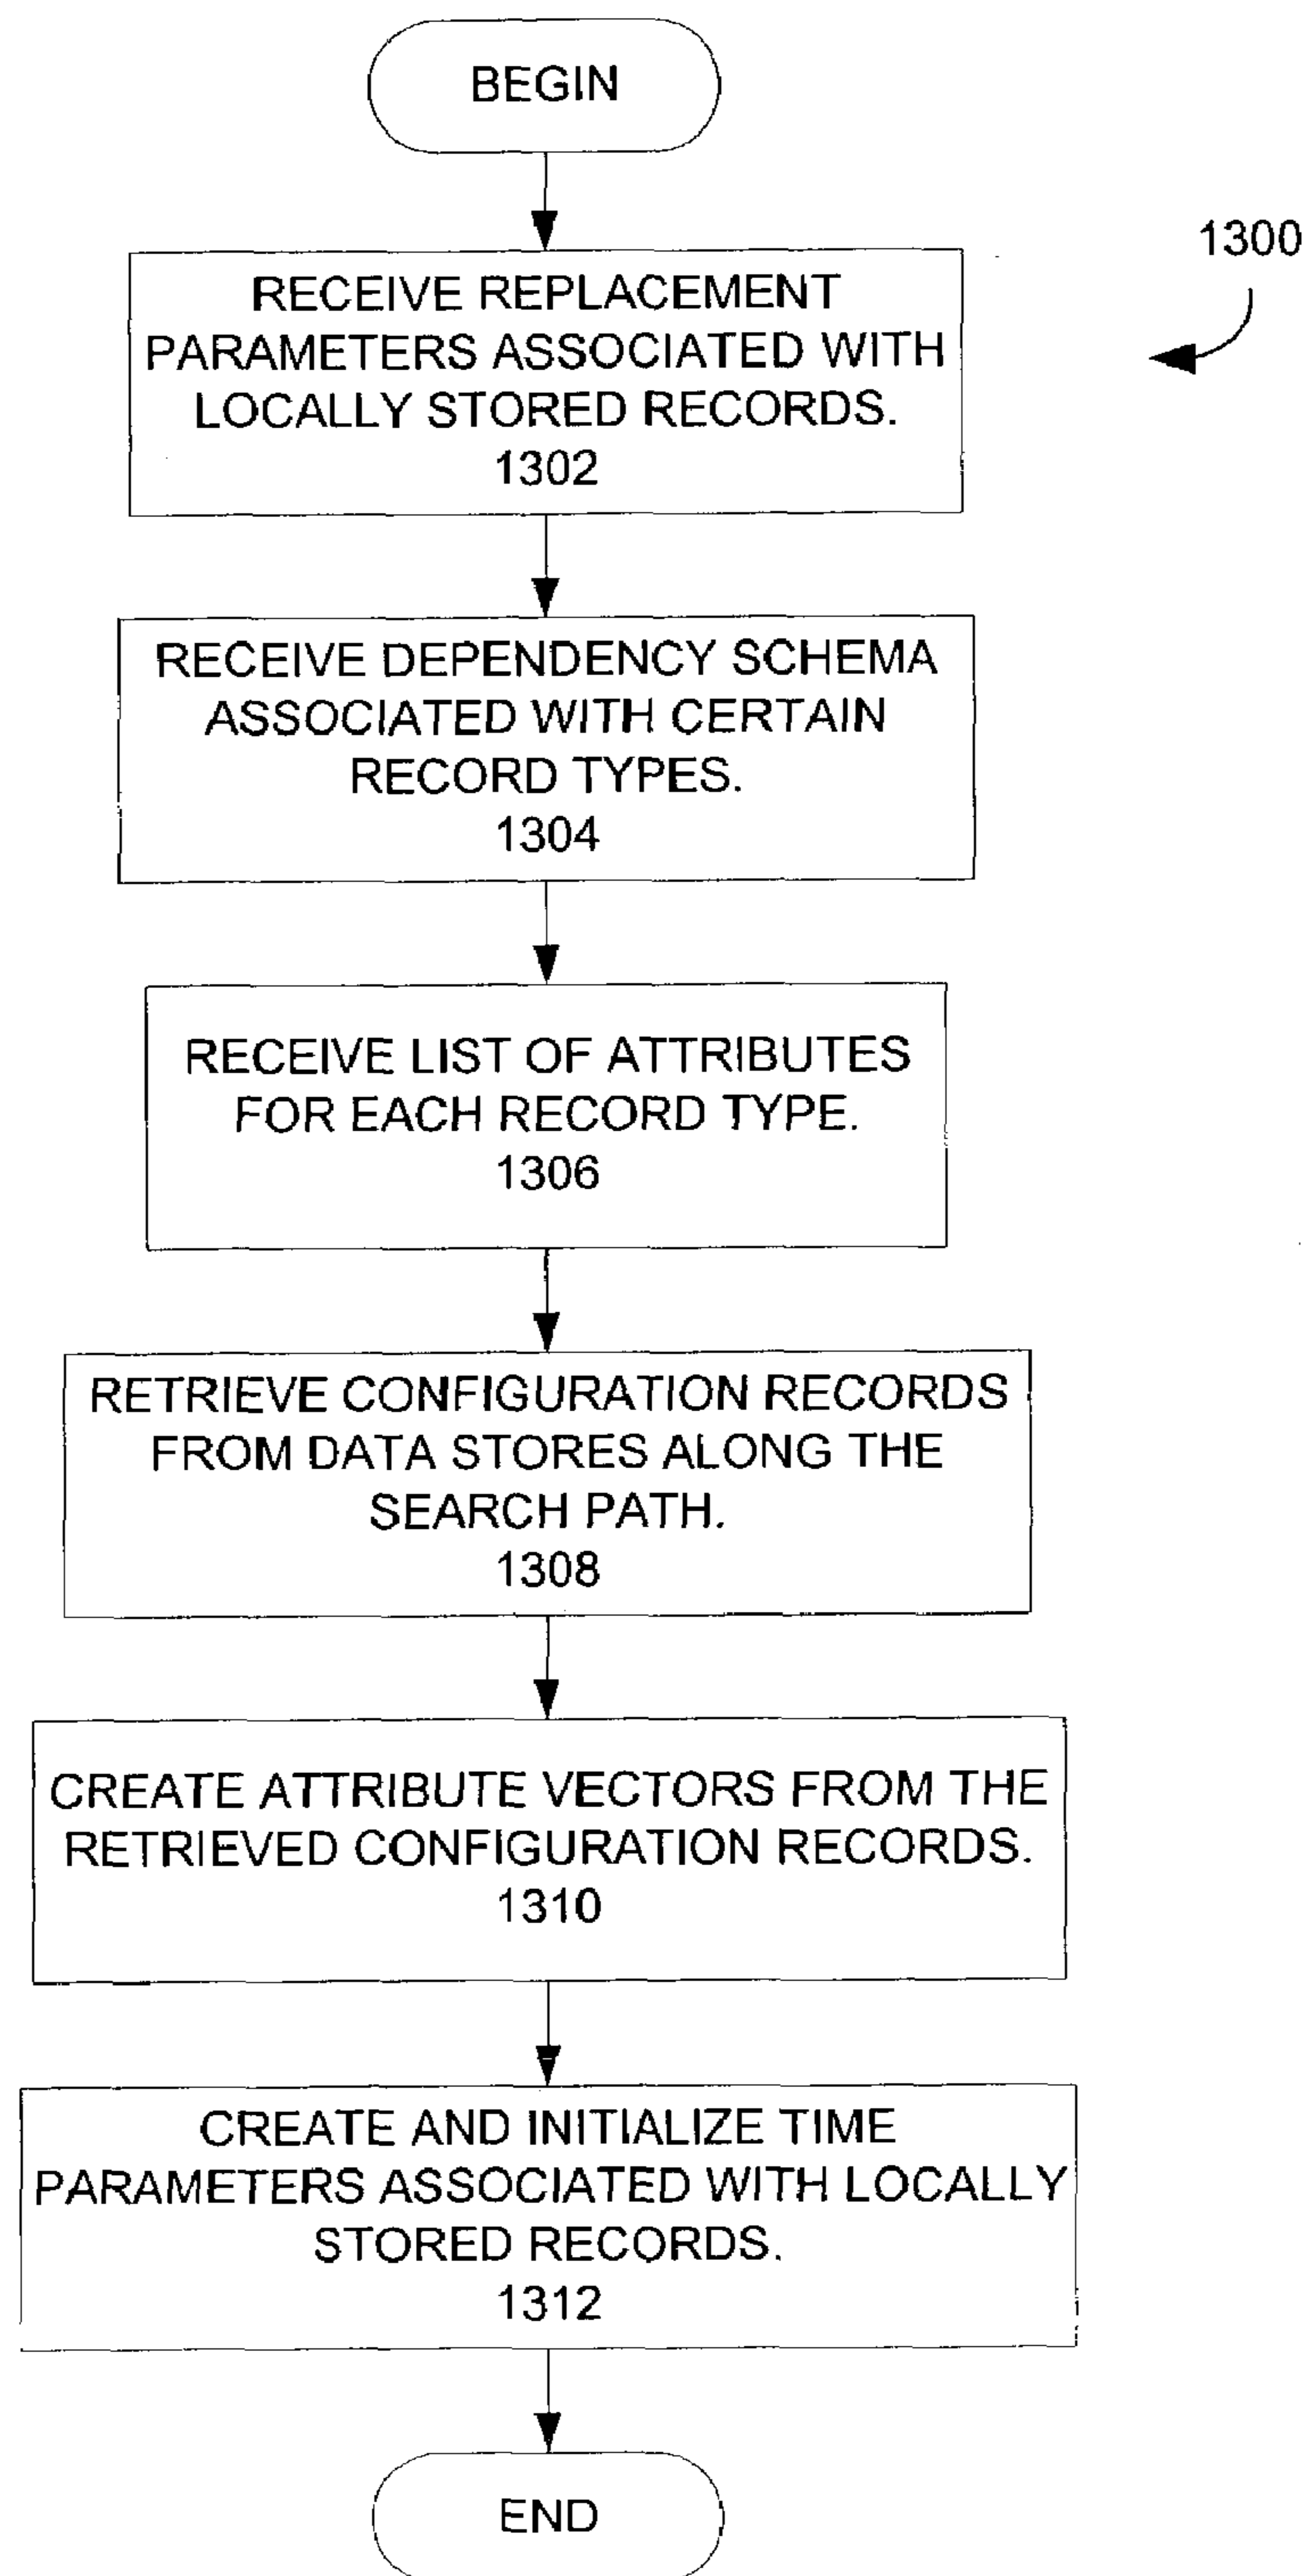 BEGIN
1300
RECEIVE REPLACEMENT
PARAMETERS ASSOCIATED WITH
LOCALLY STORED RECORDS.
1302
RECEIVE DEPENDENCY SCHEMA
ASSOCIATED WITH CERTAIN
RECORD TYPES.
1304
RECEIVE LIST OF ATTRIBUTES
FOR EACH RECORD TYPE.
1306
RETRIEVE CONFIGURATION RECORDS
FROM DATA STORES ALONG THE
SEARCH PATH.
1308
CREATE ATTRIBUTE VECTORS FROM THE
RETRIEVED CONFIGURATION RECORDS.
1310
CREATE AND INITIALIZE TIME
PARAMETERS ASSOCIATED WITH LOCALLY
STORED RECORDS.
1312
END